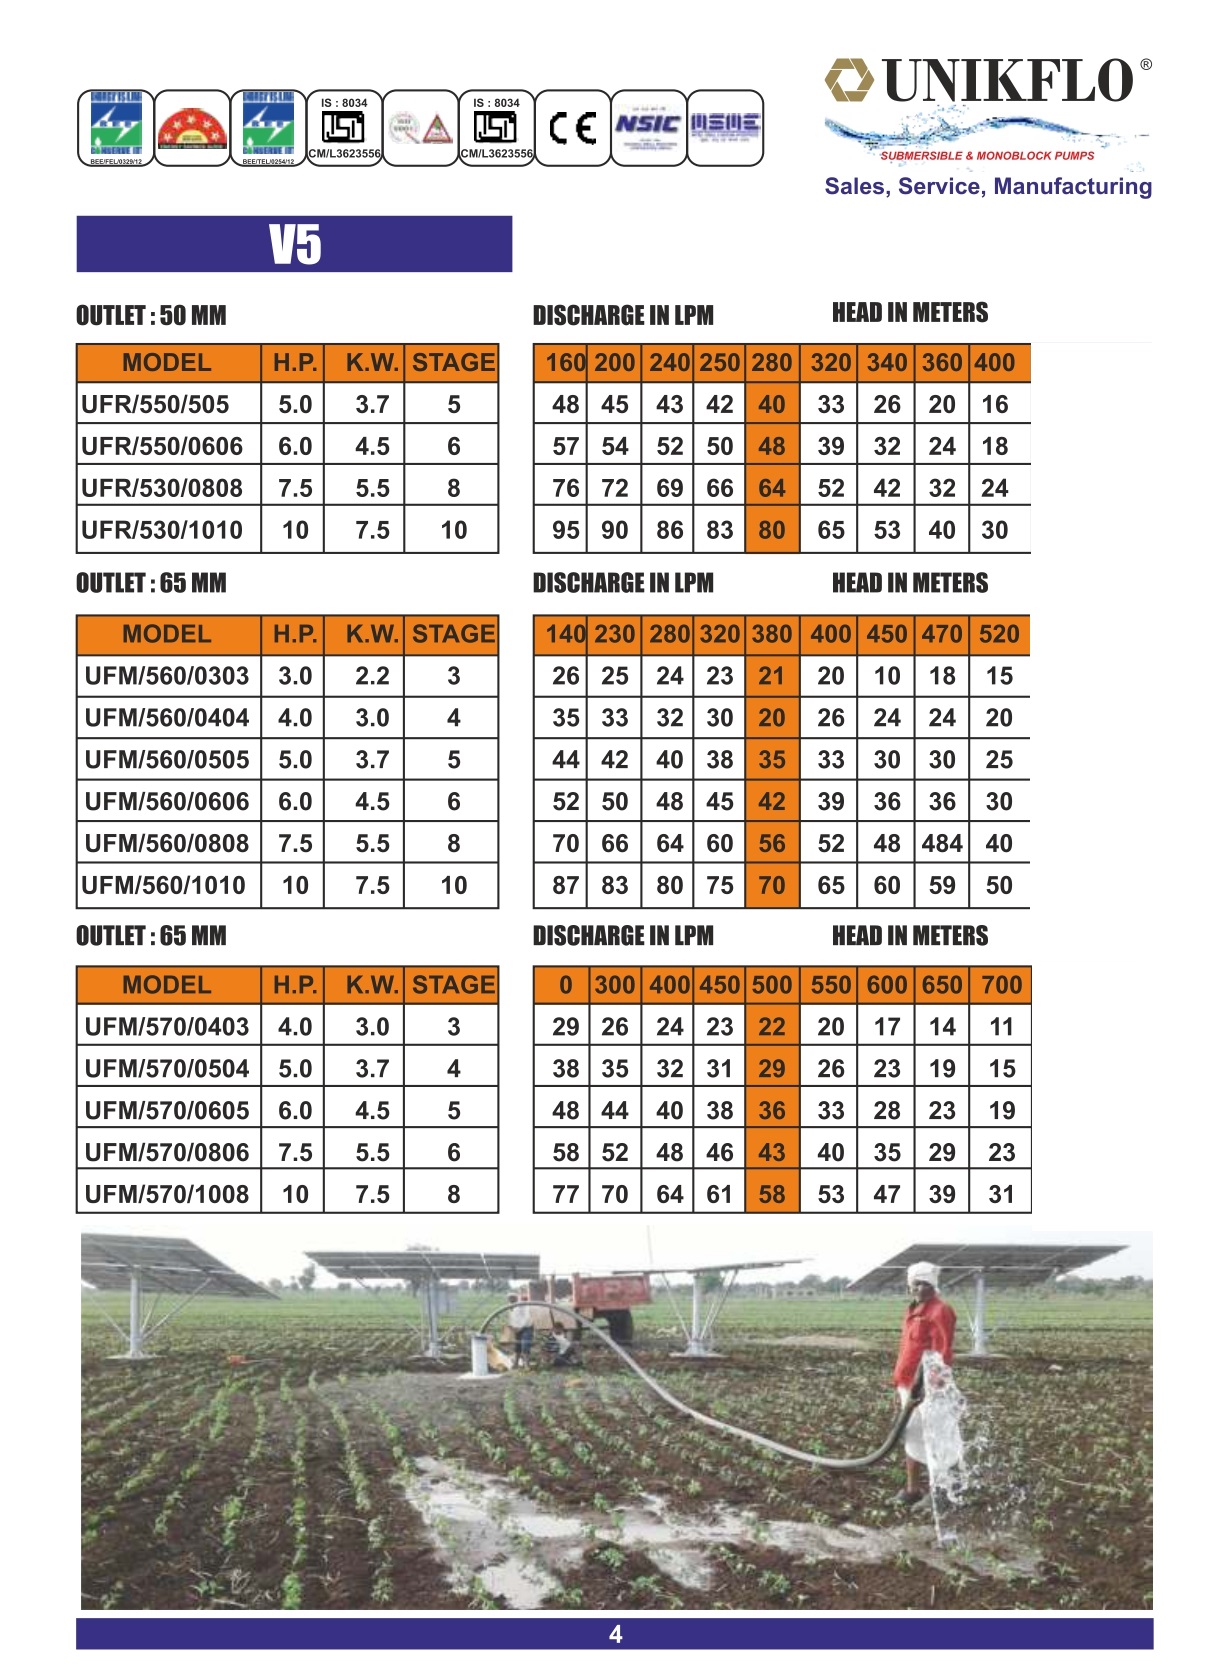 UNIKFLO ®
SUBMERSIBLE & MONOBLOCK PUMPS
Sales, Service, Manufacturing
BEE/FEL/0329/12
BEE/TEL/0254/12
IS : 8034
CM/L3623556
IS : 8034
CM/L3623556
CE
NSIC
MSME
V5
OUTLET : 50 MM DISCHARGE IN LPM HEAD IN METERS
MODEL H.P. K.W. STAGE 160 200 240 250 280 320 340 360 400
UFR/550/505 5.0 3.7 5 48 45 43 42 40 33 26 20 16
UFR/550/0606 6.0 4.5 6 57 54 52 50 48 39 32 24 18
UFR/530/0808 7.5 5.5 8 76 72 69 66 64 52 42 32 24
UFR/530/1010 10 7.5 10 95 90 86 83 80 65 53 40 30
OUTLET : 65 MM DISCHARGE IN LPM HEAD IN METERS
MODEL H.P. K.W. STAGE 140 230 280 320 380 400 450 470 520
UFM/560/0303 3.0 2.2 3 26 25 24 23 21 20 10 18 15
UFM/560/0404 4.0 3.0 4 35 33 32 30 20 26 24 24 20
UFM/560/0505 5.0 3.7 5 44 42 40 38 35 33 30 30 25
UFM/560/0606 6.0 4.5 6 52 50 48 45 42 39 36 36 30
UFM/560/0808 7.5 5.5 8 70 66 64 60 56 52 48 484 40
UFM/560/1010 10 7.5 10 87 83 80 75 70 65 60 59 50
OUTLET : 65 MM DISCHARGE IN LPM HEAD IN METERS
MODEL H.P. K.W. STAGE 0 300 400 450 500 550 600 650 700
UFM/570/0403 4.0 3.0 3 29 26 24 23 22 20 17 14 11
UFM/570/0504 5.0 3.7 4 38 35 32 31 29 26 23 19 15
UFM/570/0605 6.0 4.5 5 48 44 40 38 36 33 28 23 19
UFM/570/0806 7.5 5.5 6 58 52 48 46 43 40 35 29 23
UFM/570/1008 10 7.5 8 77 70 64 61 58 53 47 39 31
4